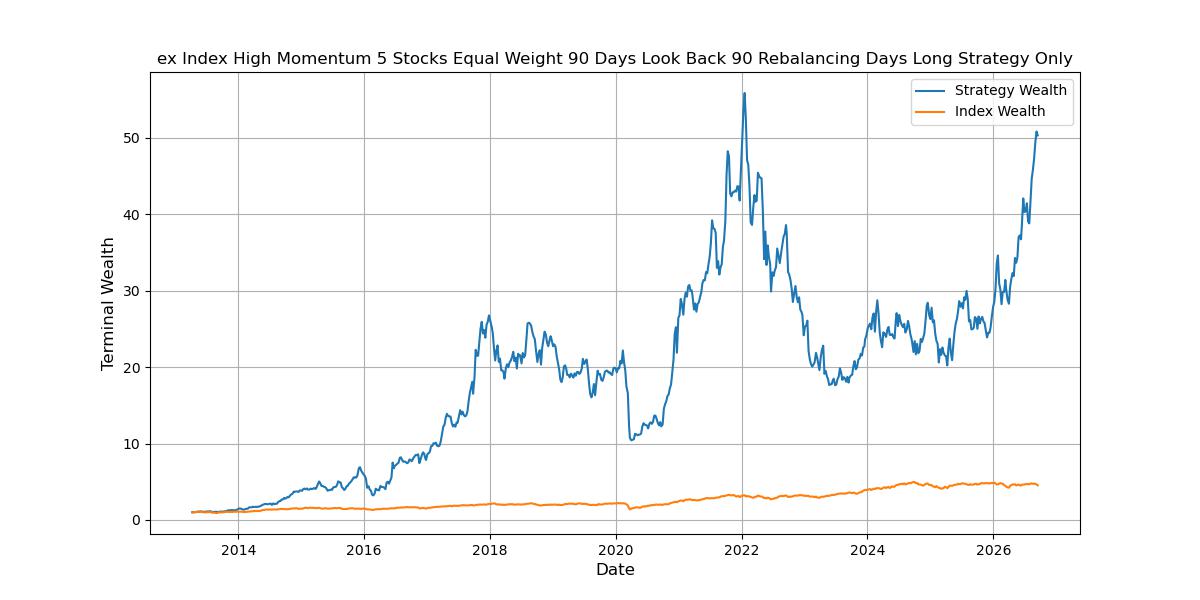 ex Index High Momentum 5 Stocks Equal Weight 90 Days Look Back 90 Rebalancing Days Long Strategy Only
Strategy Wealth
Index Wealth
Terminal Wealth
50
40
30
20
10
0
2014 2016 2018 2020 2022 2024 2026
Date